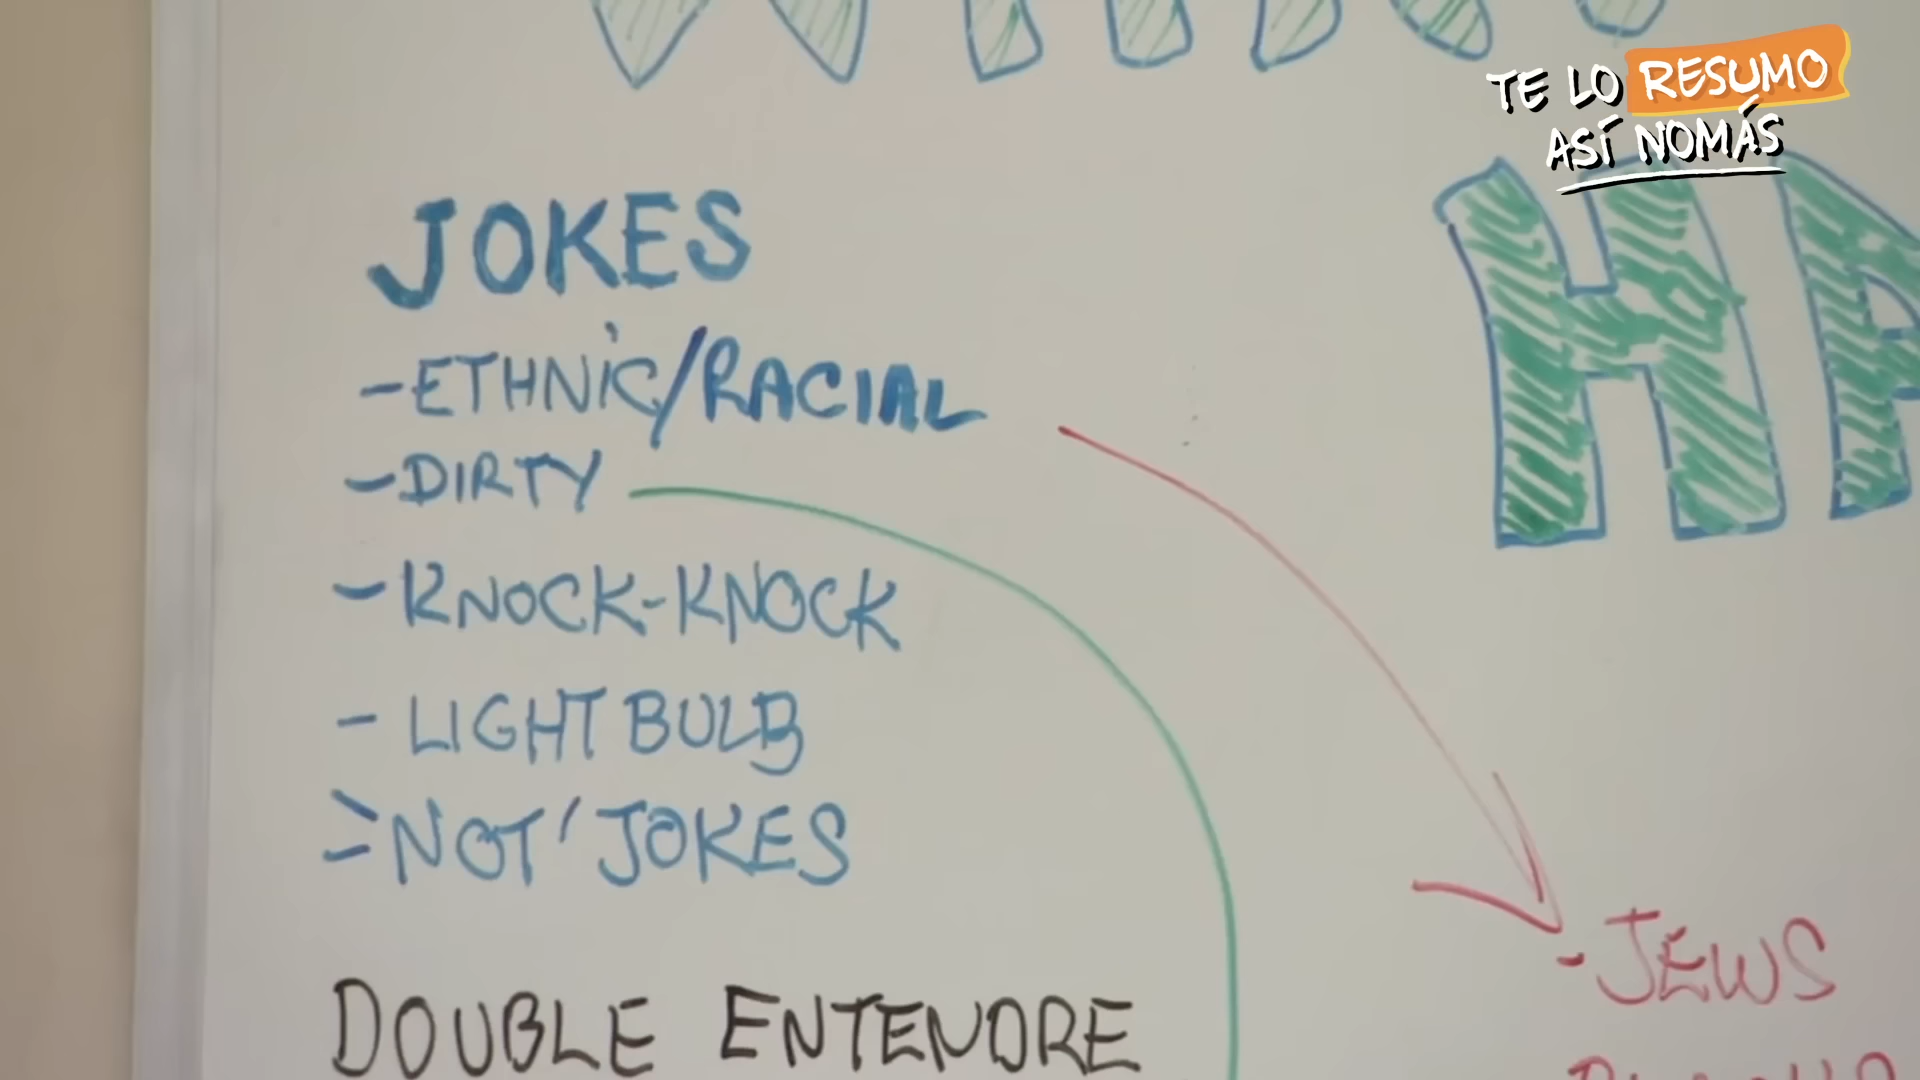 TE LO RESUMO
ASÍ NOMÁS
JOKES
-ETHNIC/RACIAL
-DIRTY
-KNOCK-KNOCK
-LIGHT BULB
-'NOT' JOKES
DOUBLE ENTENDRE
-JEWS